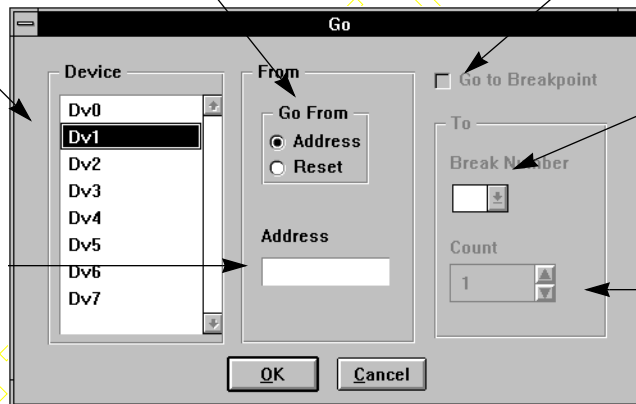 Go
Device
Dv0
Dv1
Dv2
Dv3
Dv4
Dv5
Dv6
Dv7
From
Go From
Address
Reset
Address
Go to Breakpoint
To
Break Number
Count
1
OK
Cancel